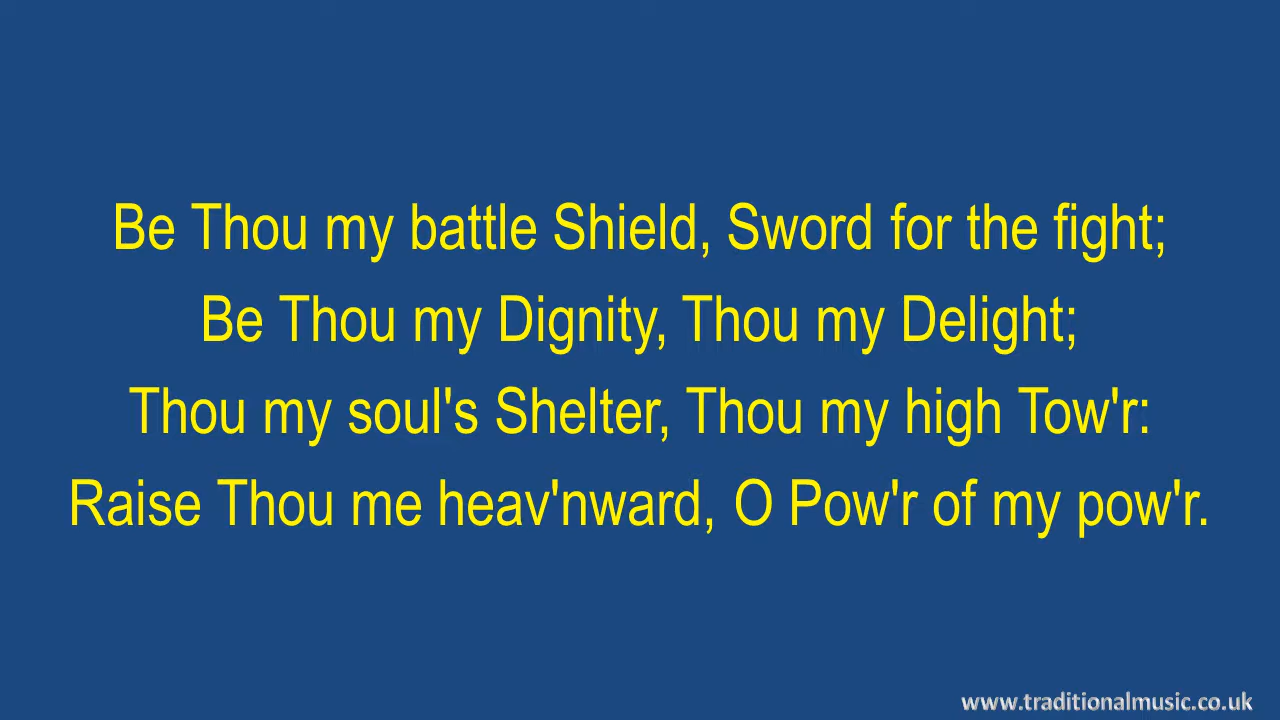 Be Thou my battle Shield, Sword for the fight;
Be Thou my Dignity, Thou my Delight;
Thou my soul's Shelter, Thou my high Tow'r:
Raise Thou me heav'nward, O Pow'r of my pow'r.
www.traditionalmusic.co.uk